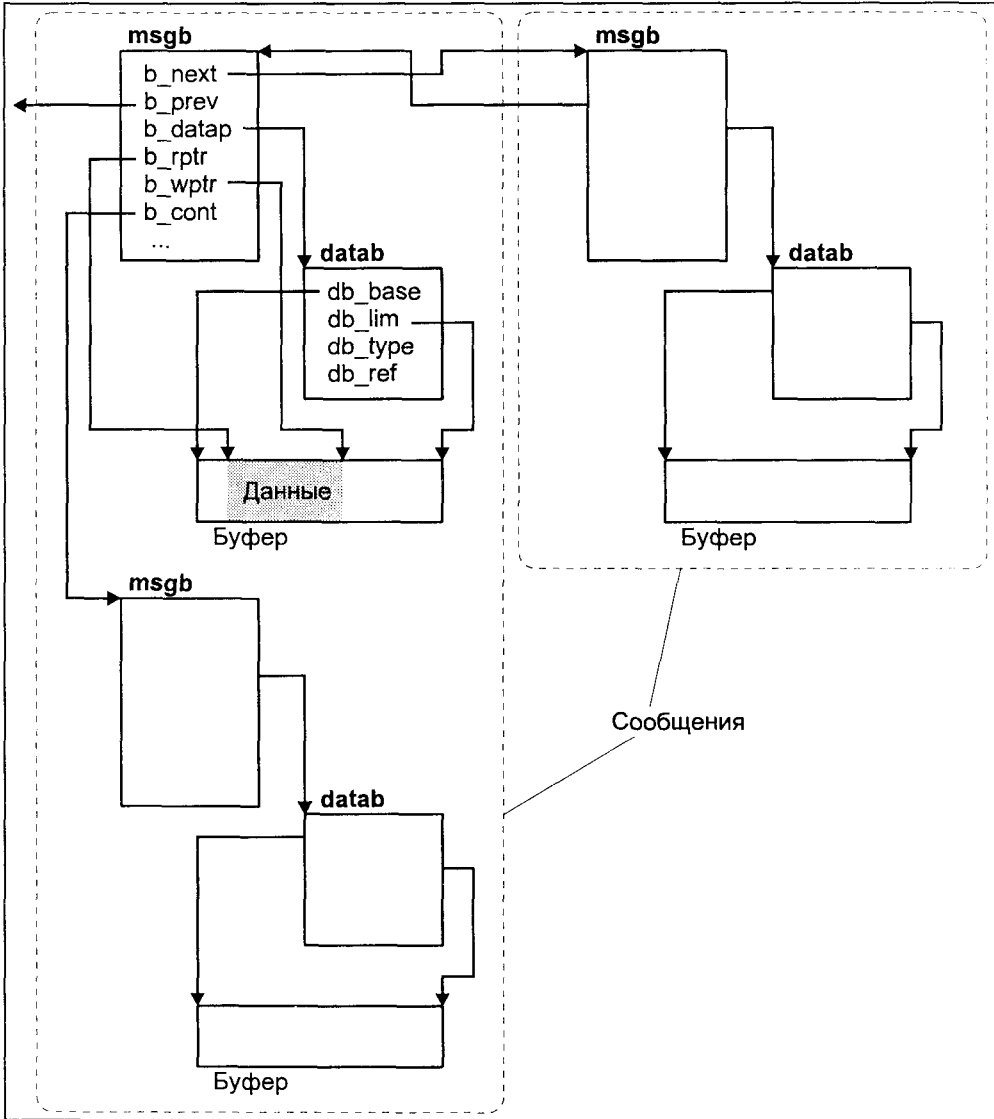 msgb
b_next
b_prev
b_datap
b_rptr
b_wptr
b_cont
...
datab
db_base
db_lim
db_type
db_ref
Данные
Буфер
msgb
datab
Буфер
msgb
datab
Буфер
Сообщения